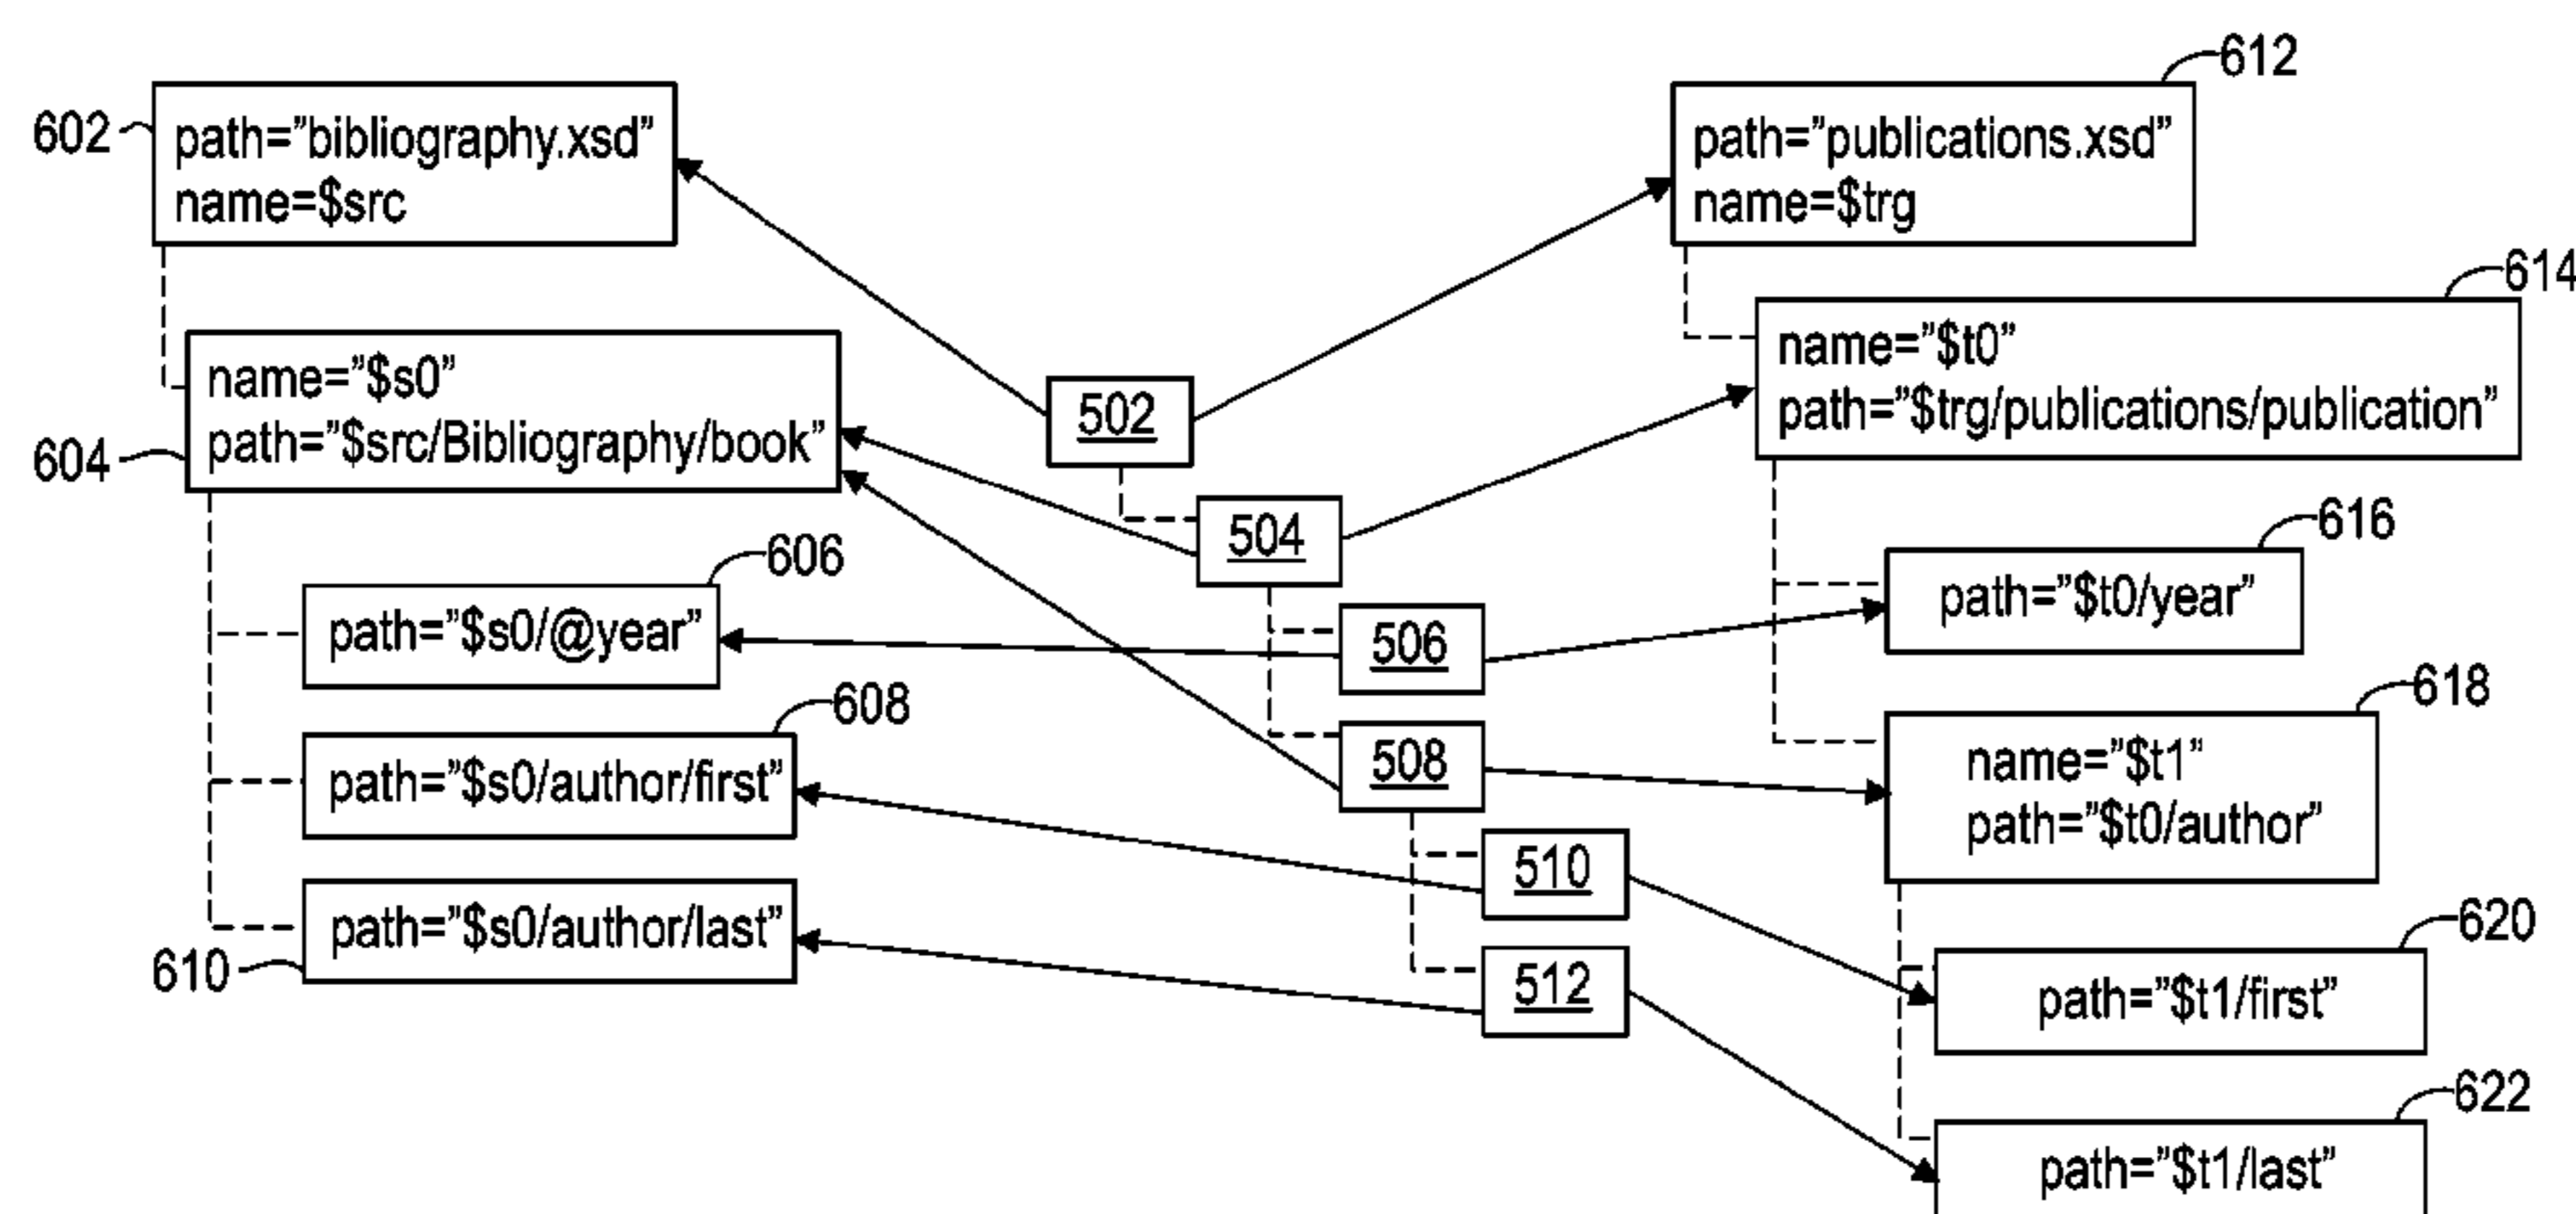 612
602
path=”bibliography.xsd”
name=$src
path=”publications.xsd”
name=$trg
614
name=”$s0”
path=”$src/Bibliography/book”
604
502
name=”$t0”
path=”$trg/publications/publication”
504
606
path=”$s0/@year”
506
616
path=”$t0/year”
608
path=”$s0/author/first”
508
618
name=”$t1”
path=”$t0/author”
510
path=”$s0/author/last”
610
512
620
path=”$t1/first”
622
path=”$t1/last”